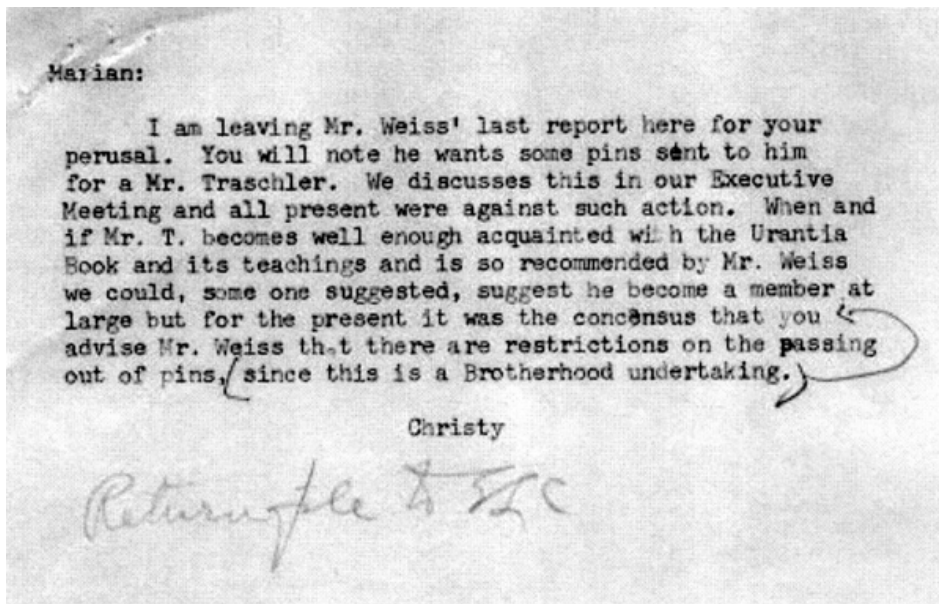 Marian:
I am leaving Mr. Weiss' last report here for your
perusal. You will note he wants some pins sent to him
for a Mr. Traschler. We discusses this in our Executive
Meeting and all present were against such action. When and
if Mr. T. becomes well enough acquainted with the Urantia
Book and its teachings and is so recommended by Mr. Weiss
we could, some one suggested, suggest he become a member at
large but for the present it was the concensus that you
advise Mr. Weiss that there are restrictions on the passing
out of pins, (since this is a Brotherhood undertaking.)
Christy
Return file to ELC